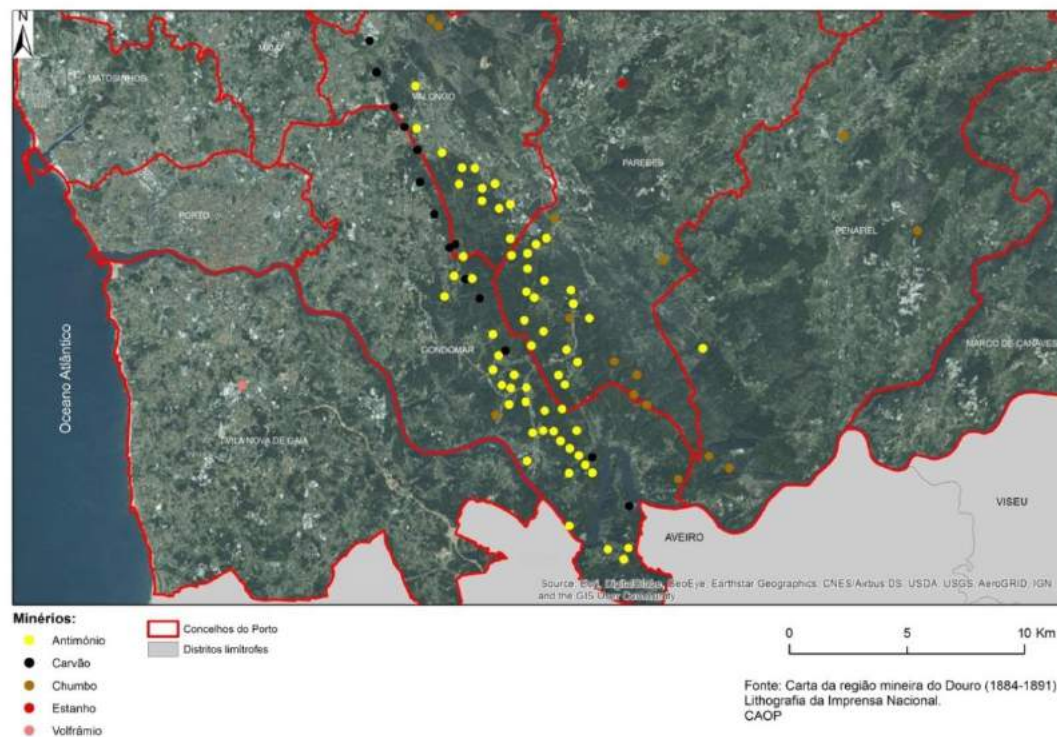 N
MAIA
MATOSINHOS
VALONGO
PAREDES
PORTO
PENAFIEL
Oceano Atlântico
GONDOMAR
MARCO DE CANAVESES
VILA NOVA DE GAIA
VISEU
AVEIRO
Source: Esri, DigitalGlobe, GeoEye, Earthstar Geographics, CNES/Airbus DS, USDA, USGS, AeroGRID, IGN,
and the GIS User Community
Minérios:
Antimónio
Carvão
Chumbo
Estanho
Volfrâmio
Concelhos do Porto
Distritos limítrofes
0 5 10 Km
Fonte: Carta da região mineira do Douro (1884-1891)
Lithografia da Imprensa Nacional.
CAOP